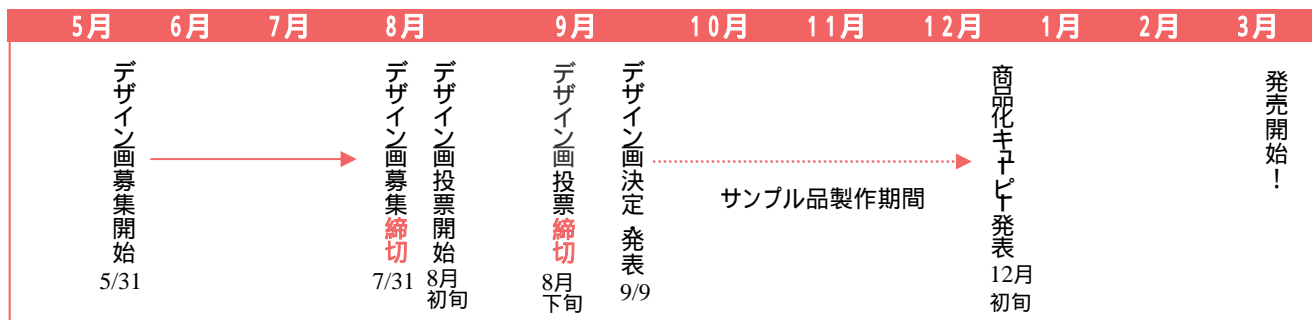 5月 6月 7月 8月 9月 10月 11月 12月 1月 2月 3月
デザイン画募集開始
5/31
デザイン画募集締切
7/31
デザイン画投票開始
8月
初旬
デザイン画投票締切
8月
下旬
デザイン画決定・発表
9/9
サンプル品製作期間
商品化キューピー発表
12月
初旬
発売開始!